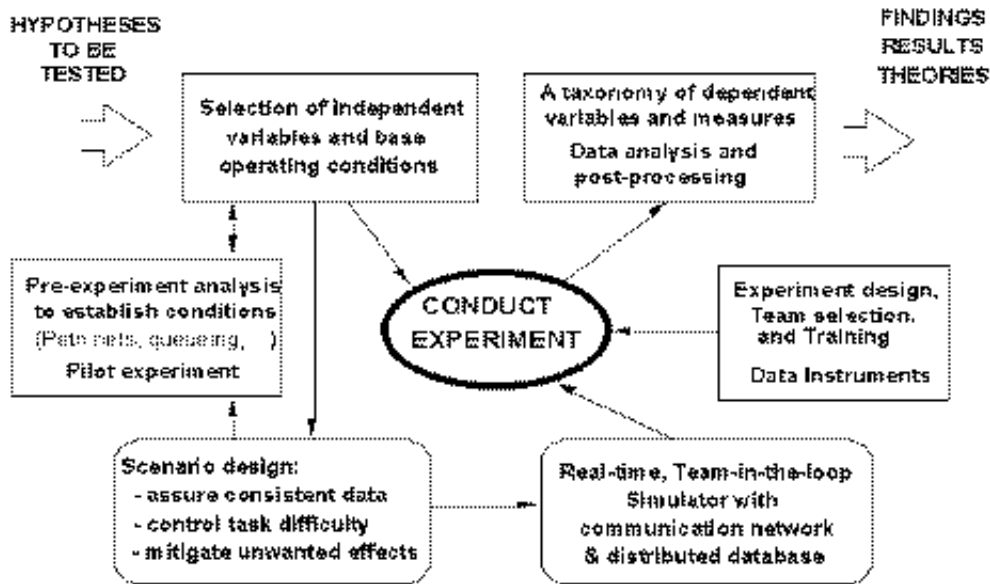 HYPOTHESES
TO BE
TESTED
FINDINGS
RESULTS
THEORIES
Selection of independent
variables and base
operating conditions
A taxonomy of dependent
variables and measures
Data analysis and
post-processing
Pre-experiment analysis
to establish conditions
(Petri nets, queueing, )
Pilot experiment
CONDUCT
EXPERIMENT
Experiment design,
Team selection,
and Training
Data Instruments
Scenario design:
- assure consistent data
- control task difficulty
- mitigate unwanted effects
Real-time, Team-in-the-loop
Simulator with
communication network
& distributed database